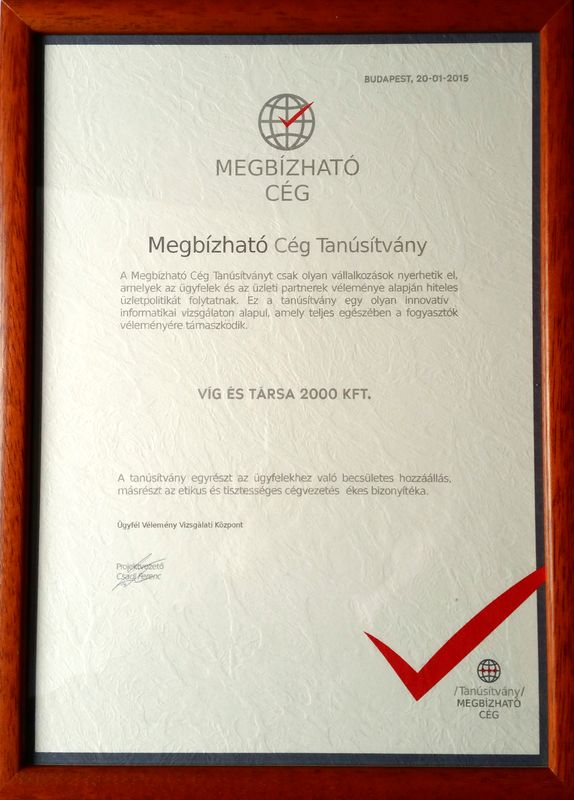 BUDAPEST, 20-01-2015
MEGBÍZHATÓ
CÉG
Megbízható Cég Tanúsítvány
A Megbízható Cég Tanúsítványt csak olyan vállalkozások nyerhetik el,
amelyek az ügyfelek és az üzleti partnerek véleménye alapján hiteles
üzletpolitikát folytatnak. Ez a tanúsítvány egy olyan innovatív
informatikai vizsgálaton alapul, amely teljes egészében a fogyasztók
véleményére támaszkodik.
VÍG ÉS TÁRSA 2000 KFT.
A tanúsítvány egyrészt az ügyfelekhez való becsületes hozzáállás,
másrészt az etikus és tisztességes cégvezetés ékes bizonyítéka.
Ügyfél Vélemény Vizsgálati Központ
Projektvezető
Ferenc
/Tanúsítvány/
MEGBÍZHATÓ
CÉG